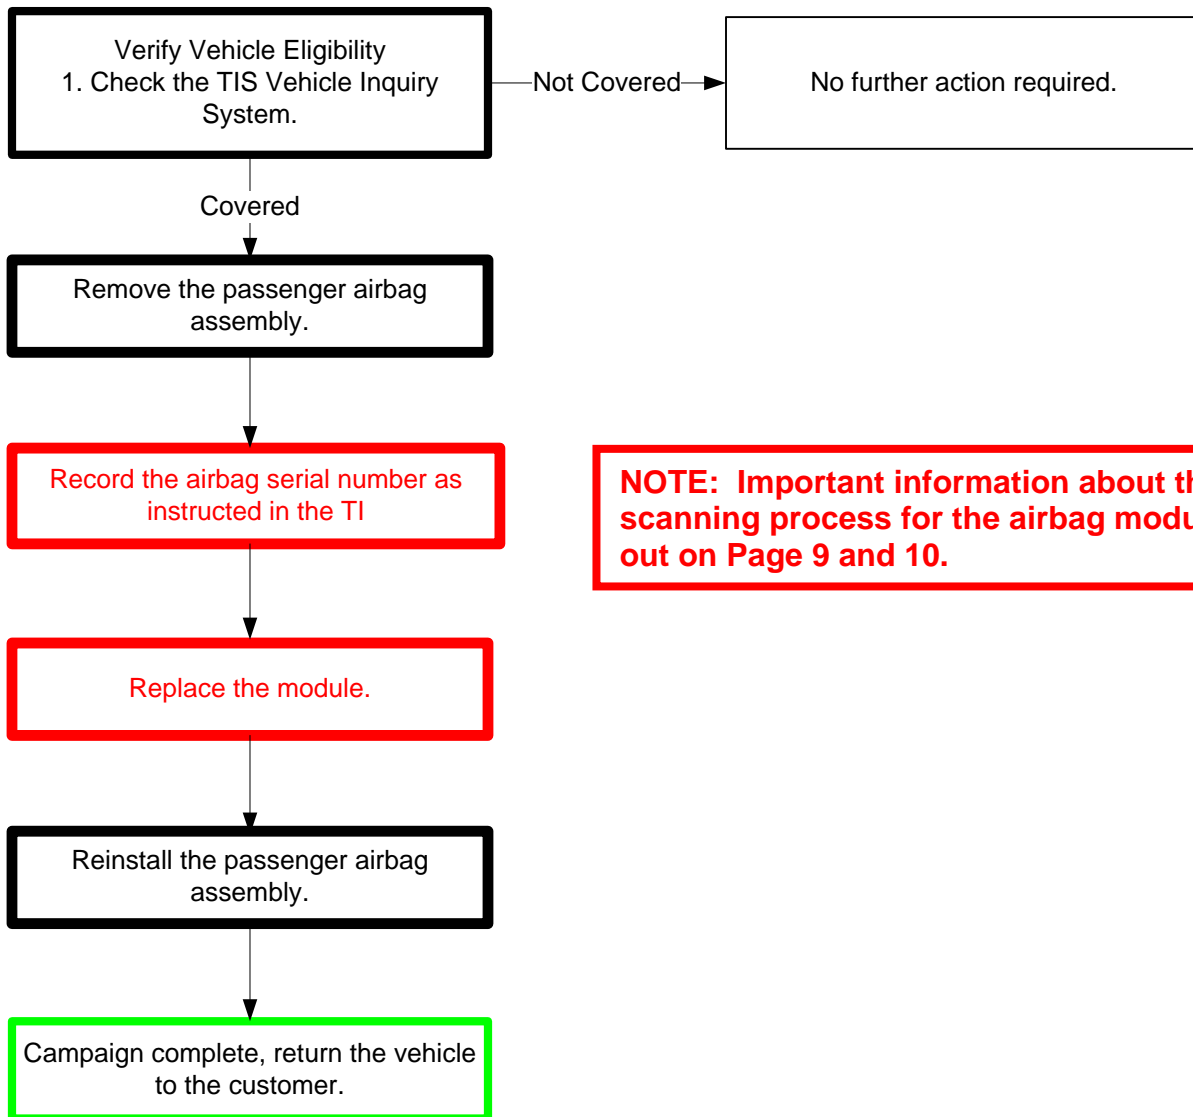 Verify Vehicle Eligibility
1. Check the TIS Vehicle Inquiry
System.
Not Covered
No further action required.
Covered
Remove the passenger airbag
assembly.
Record the airbag serial number as
instructed in the TI
NOTE:  Important information about
scanning process for the airbag
out on Page 9 and 10.
Replace the module.
Reinstall the passenger airbag
assembly.
Campaign complete, return the vehicle
to the customer.